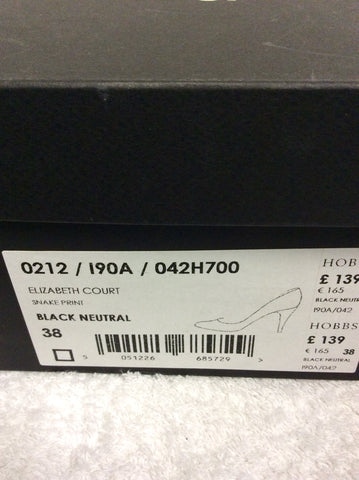 0212 / I90A / 042H700
ELIZABETH COURT
SNAKE PRINT
BLACK NEUTRAL
38
5 051226 685729 >
HOB
£ 139
€ 165
BLACK NEUTRA
I90A/042
HOBBS
£ 139
€ 165 38
BLACK NEUTRAL
I90A/042